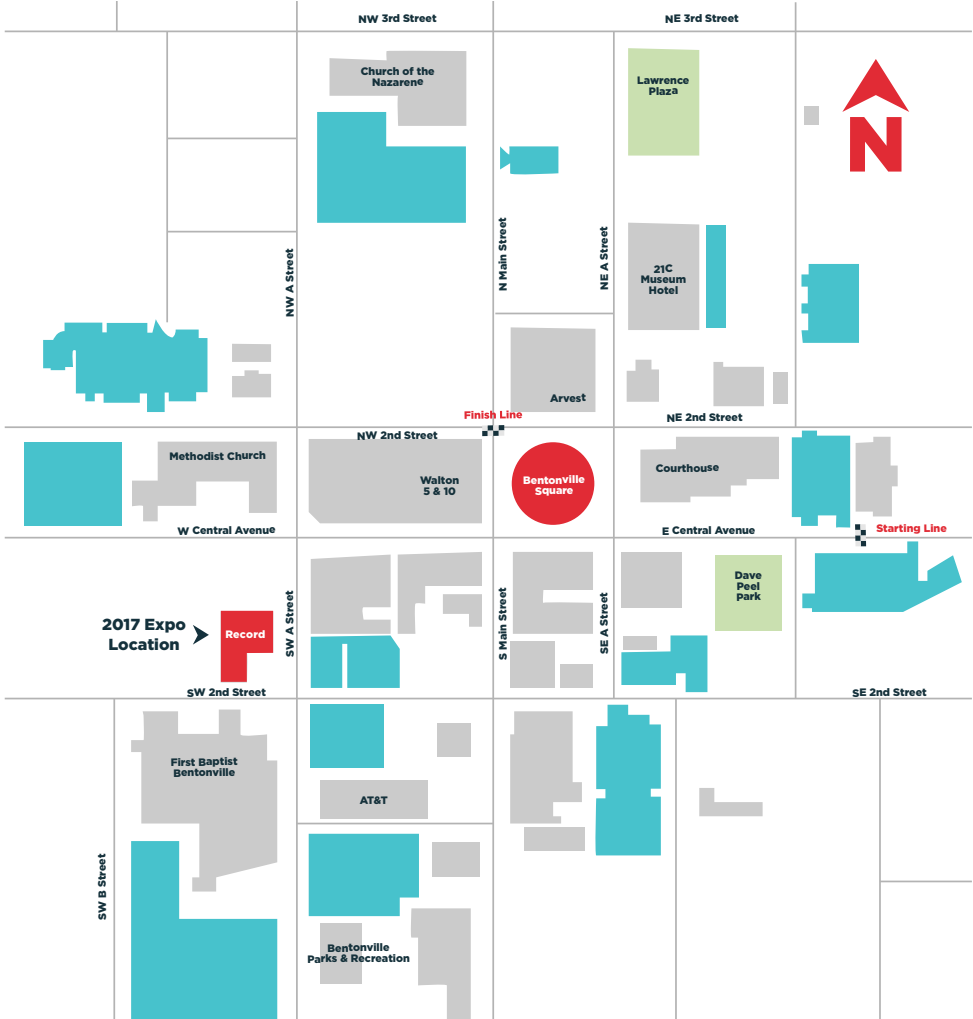 NW 3rd Street
NE 3rd Street
Church of the
Nazarene
Lawrence
Plaza
N
N Main Street
NE A Street
NW A Street
21C
Museum
Hotel
Arvest
Finish Line
NE 2nd Street
NW 2nd Street
Methodist Church
Walton
5 & 10
Bentonville
Square
Courthouse
W Central Avenue
E Central Avenue
Starting Line
Dave
Peel
Park
2017 Expo
Location
Record
SW A Street
S Main Street
SE A Street
SW 2nd Street
SE 2nd Street
First Baptist
Bentonville
AT&T
SW B Street
Bentonville
Parks & Recreation